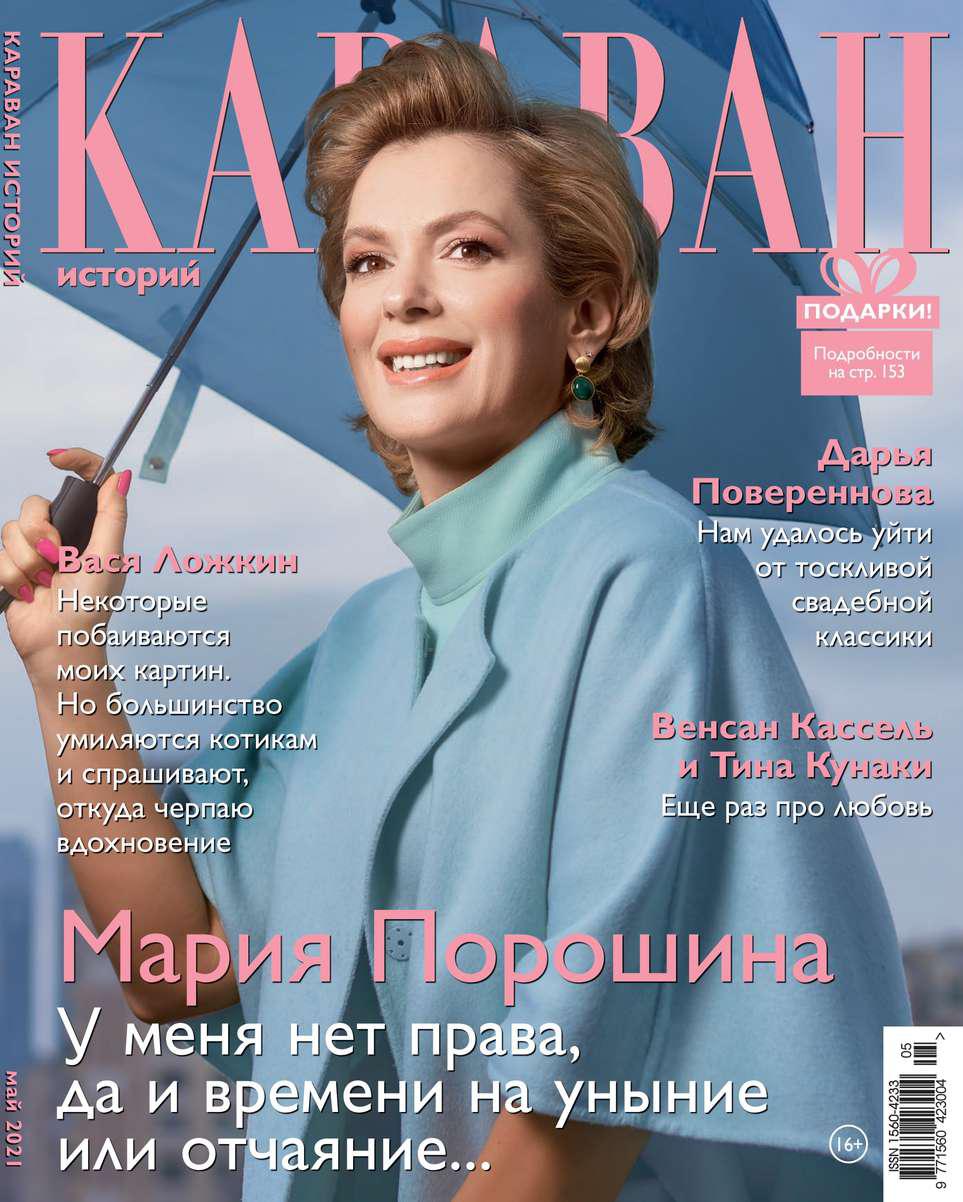 КАРАВАН
историй
КАРАВАН ИСТОРИЙ
ПОДАРКИ!
Подробности
на стр. 153
Дарья
Повереннова
Нам удалось уйти
от тоскливой
свадебной
классики
Вася Ложкин
Некоторые
побаиваются
моих картин.
Но большинство
умиляются котикам
и спрашивают,
откуда черпаю
вдохновение
Венсан Кассель
и Тина Кунаки
Еще раз про любовь
Мария Порошина
У меня нет права,
да и времени на уныние
или отчаяние...
май 2021
16+
ISSN 1560-4233
05
9 771560 423004 >